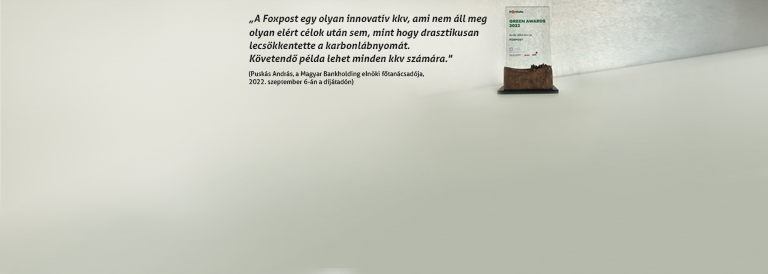 „A Foxpost egy olyan innovatív kkv, ami nem áll meg
olyan elért célok után sem, mint hogy drasztikusan
lecsökkentette a karbonlábnyomát.
Követendő példa lehet minden kkv számára."
(Puskás András, a Magyar Bankholding elnöki főtanácsadója,
2022. szeptember 6-án a díjátadón)
GREEN AWARDS
2022